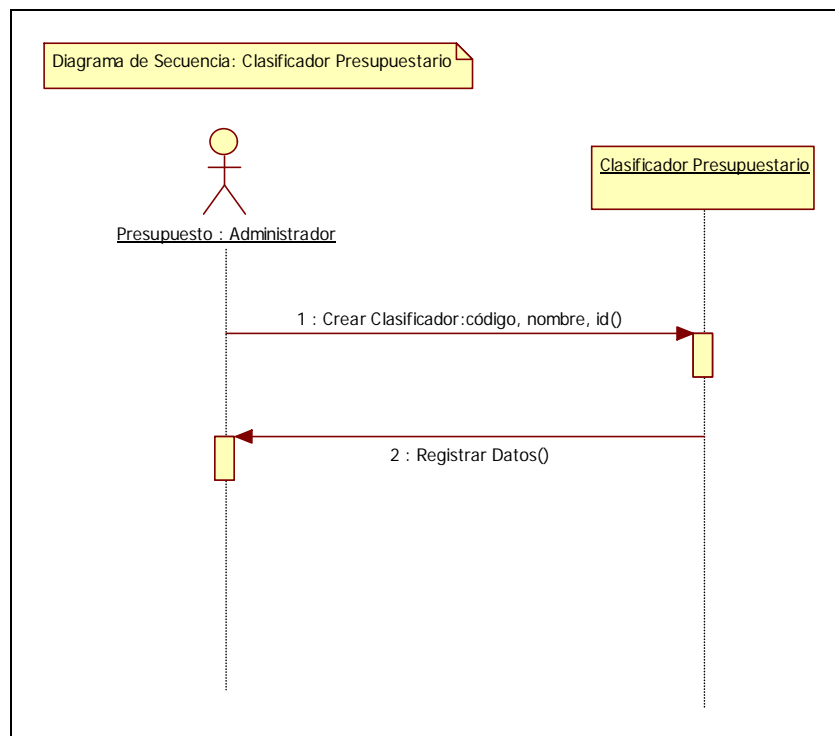 Diagrama de Secuencia: Clasificador Presupuestario
Clasificador Presupuestario
Presupuesto : Administrador
1 : Crear Clasificador:código, nombre, id()
2 : Registrar Datos()